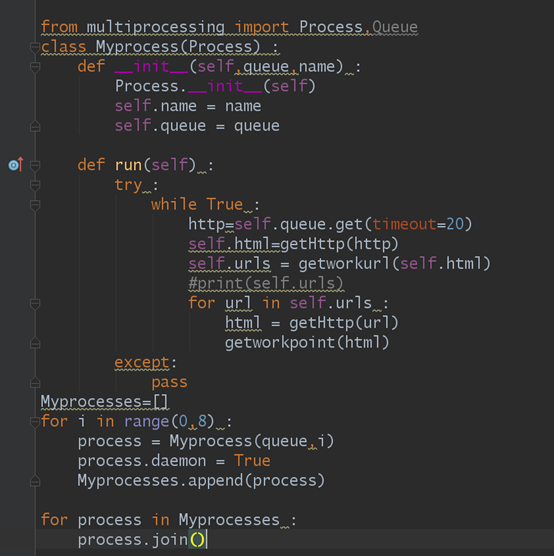 from multiprocessing import Process,Queue
class Myprocess(Process) :
    def __init__(self,queue,name) :
        Process.__init__(self)
        self.name = name
        self.queue = queue

    def run(self) :
        try :
            while True :
                http=self.queue.get(timeout=20)
                self.html=getHttp(http)
                self.urls = getworkurl(self.html)
                #print(self.urls)
                for url in self.urls :
                    html = getHttp(url)
                    getworkpoint(html)
        except:
            pass
Myprocesses=[]
for i in range(0,8) :
    process = Myprocess(queue,i)
    process.daemon = True
    Myprocesses.append(process)

for process in Myprocesses :
    process.join()